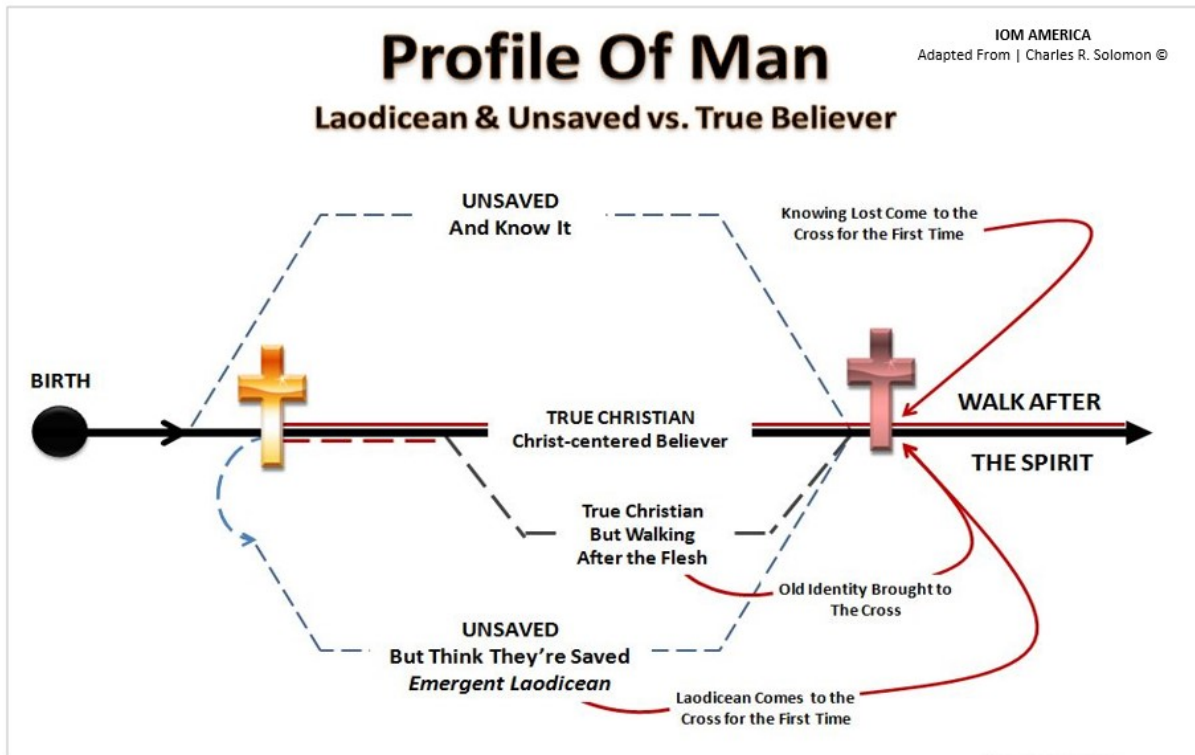 Profile Of Man
IOM AMERICA
Adapted From | Charles R. Solomon ©
Laodicean & Unsaved vs. True Believer
UNSAVED
And Know It
Knowing Lost Come to the
Cross for the First Time
BIRTH
TRUE CHRISTIAN
Christ-centered Believer
WALK AFTER
THE SPIRIT
True Christian
But Walking
After the Flesh
Old Identity Brought to
The Cross
UNSAVED
But Think They're Saved
Emergent Laodicean
Laodicean Comes to the
Cross for the First Time